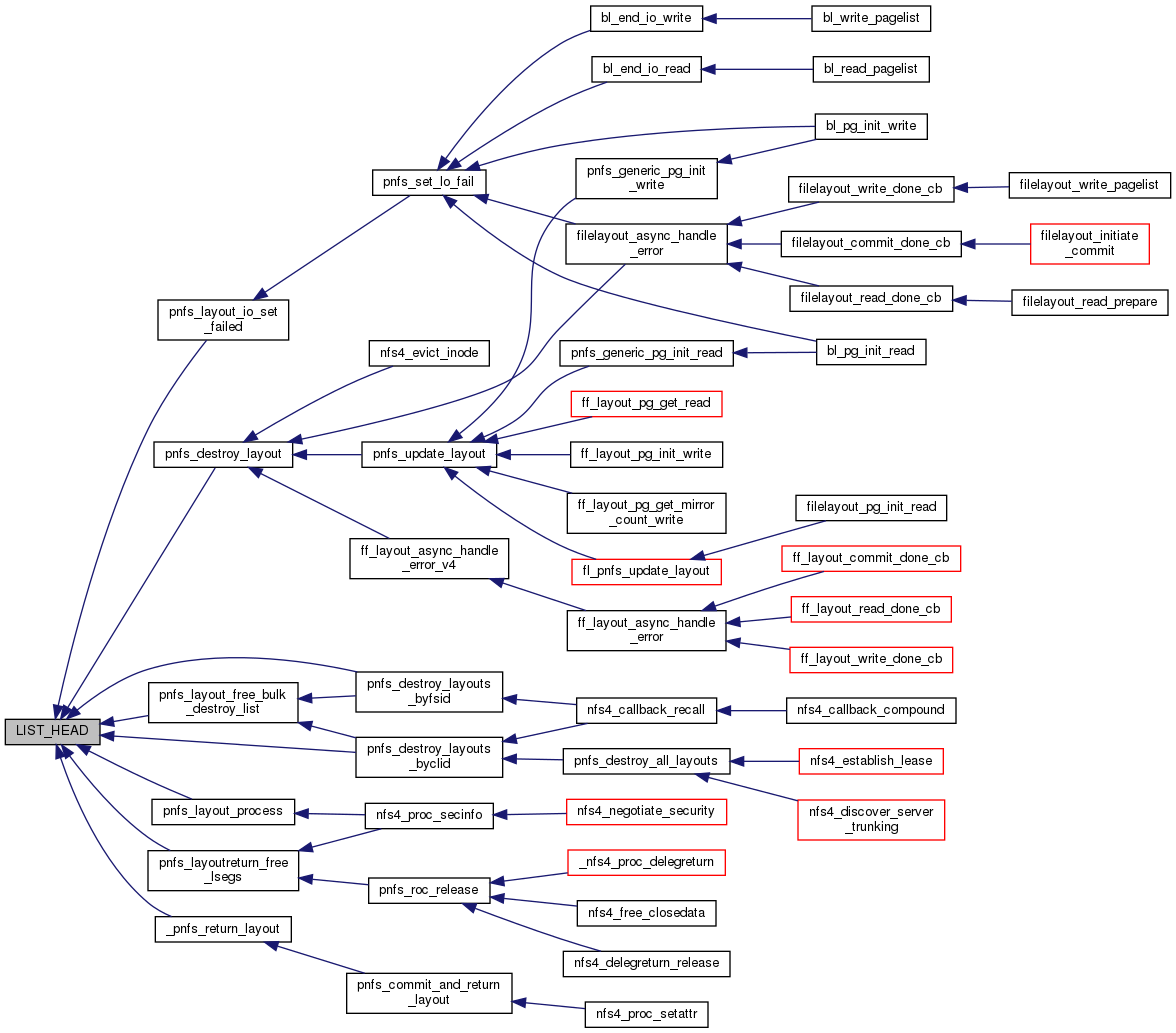 bl_end_io_write
bl_write_pagelist
bl_end_io_read
bl_read_pagelist
bl_pg_init_write
pnfs_generic_pg_init
_write
pnfs_set_lo_fail
filelayout_write_done_cb
filelayout_write_pagelist
filelayout_async_handle
_error
filelayout_commit_done_cb
filelayout_initiate
_commit
filelayout_read_done_cb
filelayout_read_prepare
pnfs_layout_io_set
_failed
nfs4_evict_inode
pnfs_generic_pg_init_read
bl_pg_init_read
ff_layout_pg_get_read
pnfs_destroy_layout
pnfs_update_layout
ff_layout_pg_init_write
ff_layout_pg_get_mirror
_count_write
filelayout_pg_init_read
ff_layout_async_handle
_error_v4
fl_pnfs_update_layout
ff_layout_commit_done_cb
ff_layout_async_handle
_error
ff_layout_read_done_cb
ff_layout_write_done_cb
pnfs_destroy_layouts
_byfsid
pnfs_layout_free_bulk
_destroy_list
nfs4_callback_recall
nfs4_callback_compound
LIST_HEAD
pnfs_destroy_layouts
_byclid
pnfs_destroy_all_layouts
nfs4_establish_lease
pnfs_layout_process
nfs4_proc_secinfo
nfs4_negotiate_security
nfs4_discover_server
_trunking
pnfs_layoutreturn_free
_lsegs
pnfs_roc_release
_nfs4_proc_delegreturn
nfs4_free_closedata
_pnfs_return_layout
nfs4_delegreturn_release
pnfs_commit_and_return
_layout
nfs4_proc_setattr